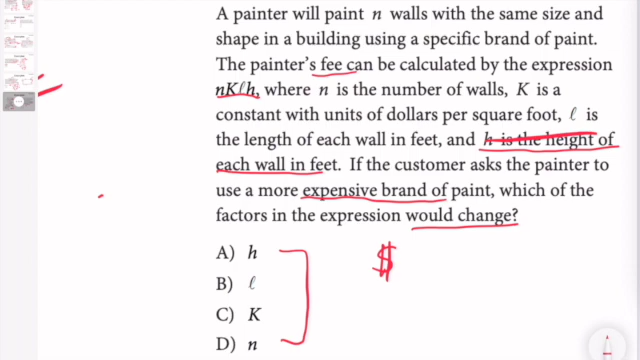 A painter will paint n walls with the same size and
shape in a building using a specific brand of paint.
The painter's fee can be calculated by the expression
nKℓh, where n is the number of walls, K is a
constant with units of dollars per square foot, ℓ is
the length of each wall in feet, and h is the height of
each wall in feet. If the customer asks the painter to
use a more expensive brand of paint, which of the
factors in the expression would change?
A) h
B) ℓ
C) K
D) n
$